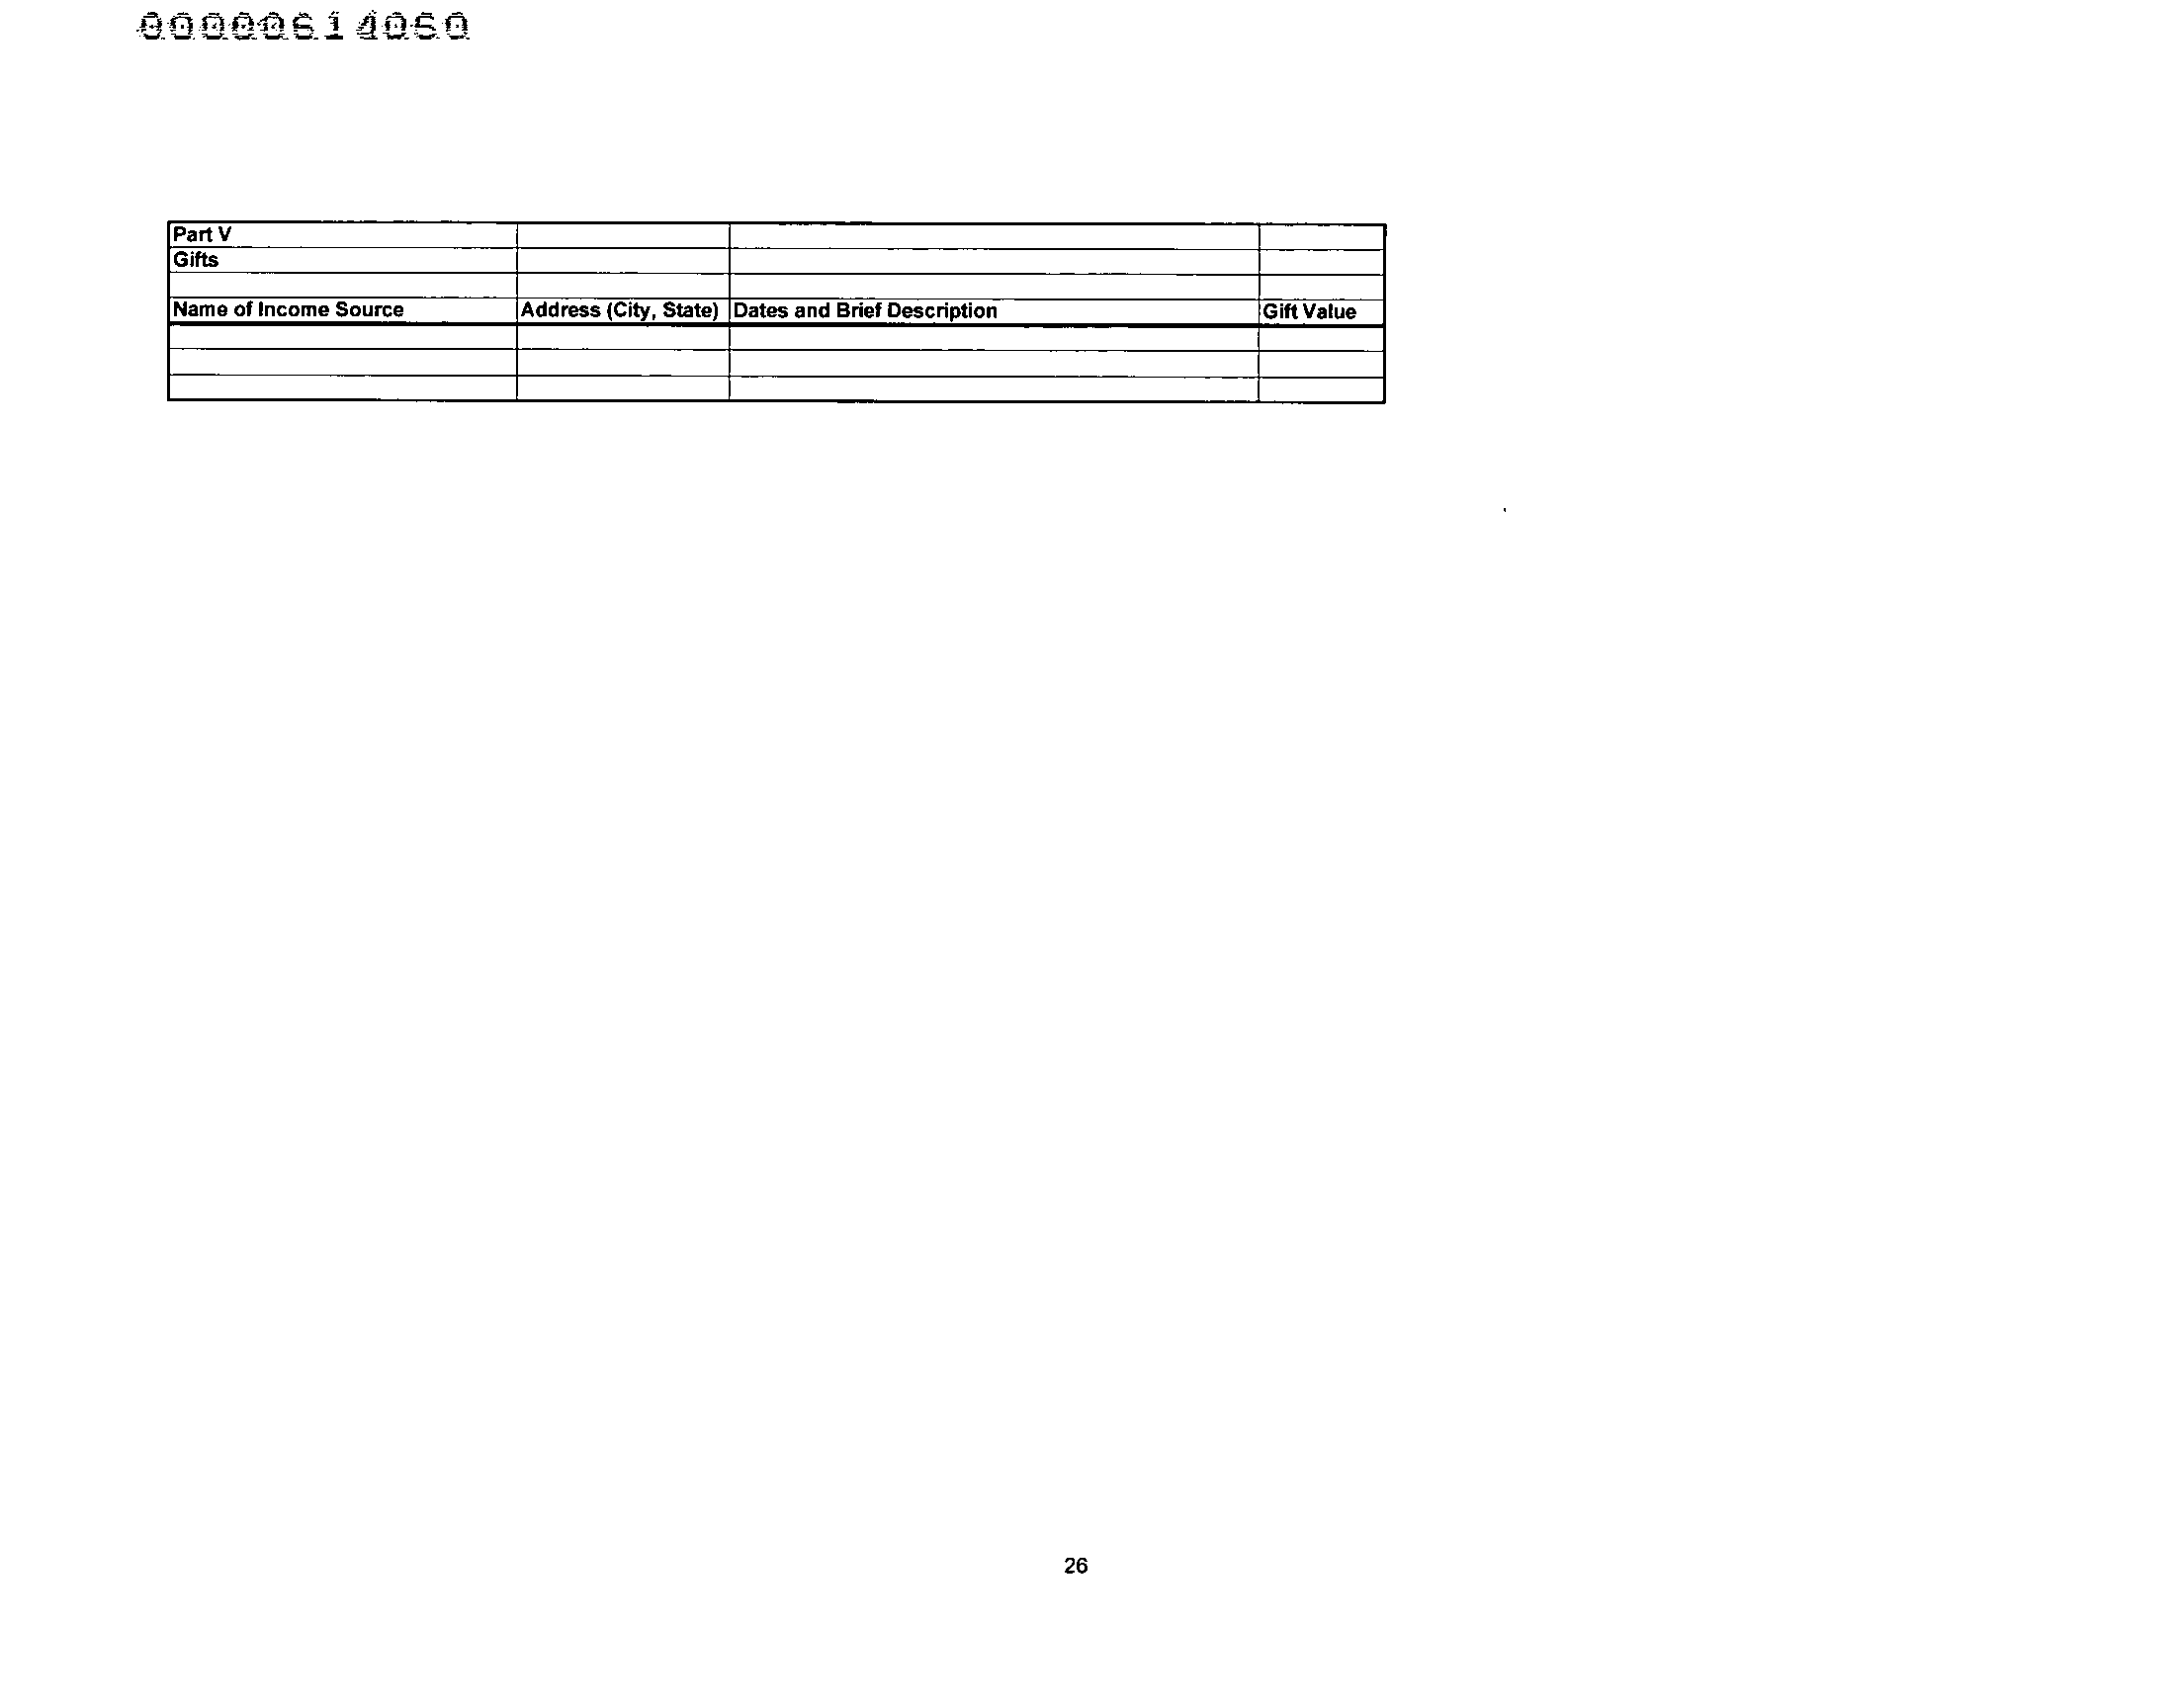 00000614060
Part V
Gifts
Name of Income Source Address (City, State) Dates and Brief Description Gift Value
26